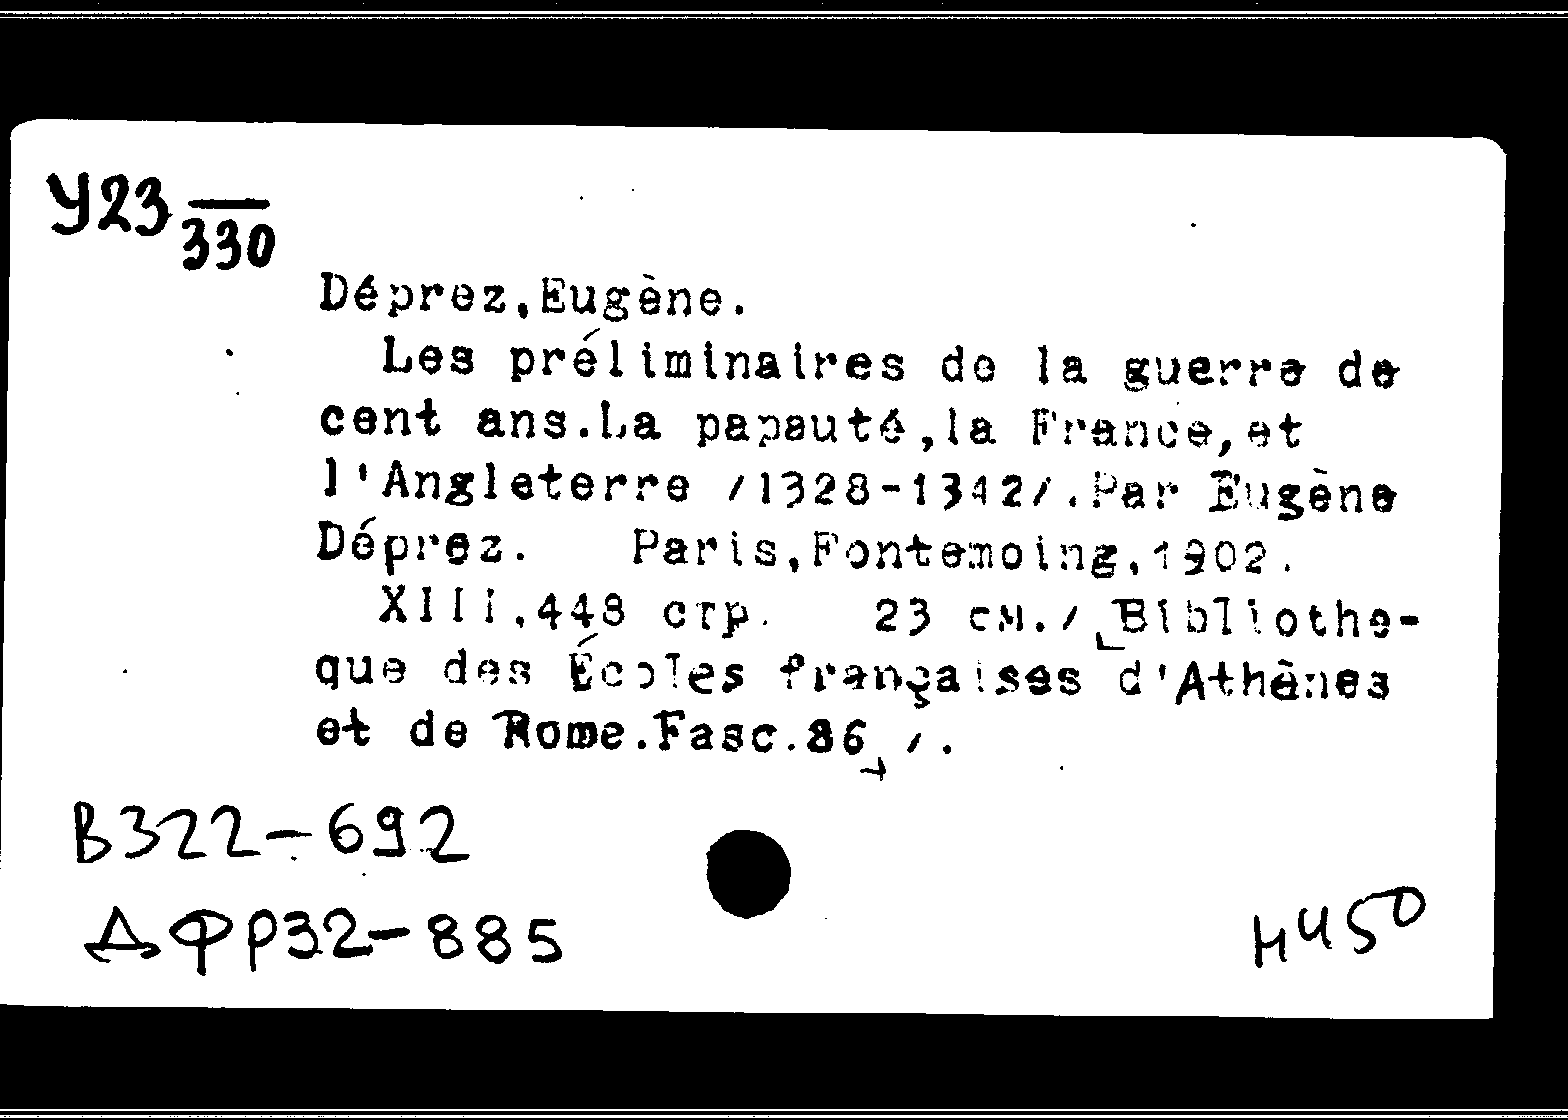 У23 330
Déprez,Eugène.
Les préliminaires de la guerre de
cent ans.La papauté,la France,et
l'Angleterre /1328-1342/.Par Eugène
Déprez. Paris,Fontemoing,1902.
XIII,448 стр. 23 см./[Bibliothe-
que des Écoles françaises d'Athènes
et de Rome.Fasc.86]/.
В322-692
ДФР32-885
Н450